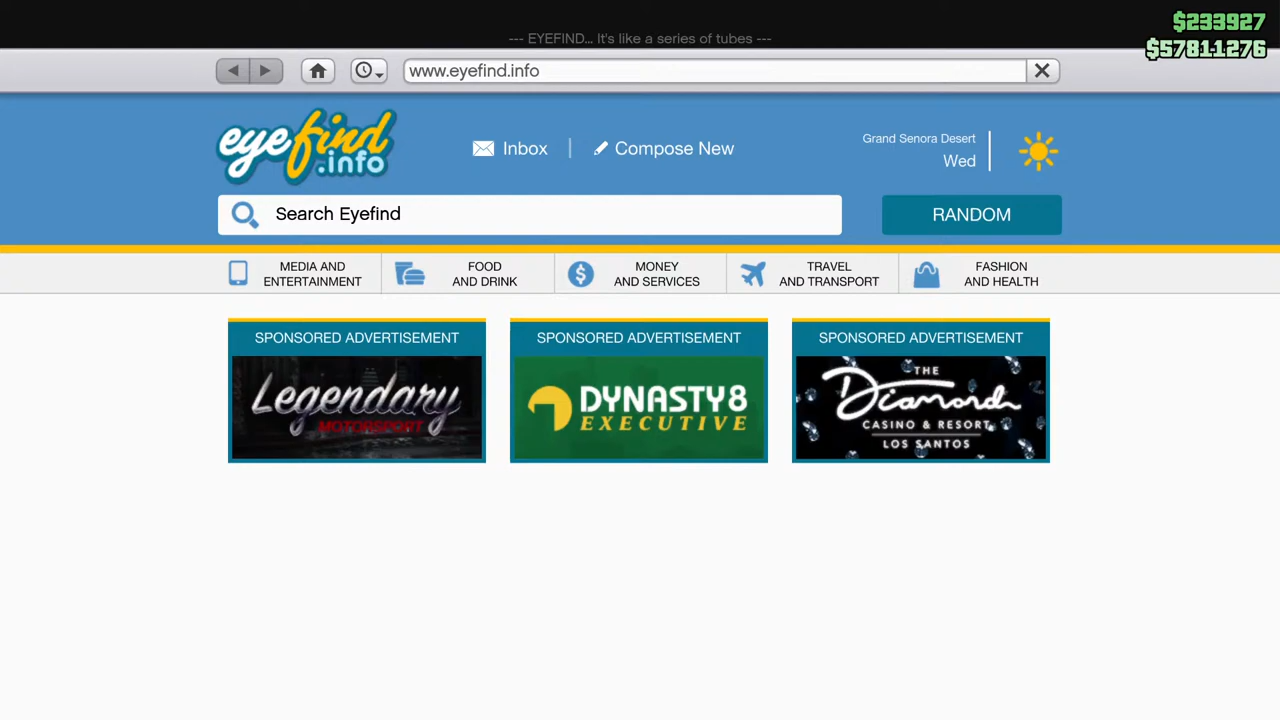 $233927
--- EYEFIND... It's like a series of tubes ---
$57811276
www.eyefind.info
eyefind
.info
Inbox
Compose New
Grand Senora Desert
Wed
Search Eyefind
RANDOM
MEDIA AND
ENTERTAINMENT
FOOD
AND DRINK
MONEY
AND SERVICES
TRAVEL
AND TRANSPORT
FASHION
AND HEALTH
SPONSORED ADVERTISEMENT
Legendary
MOTORSPORT
SPONSORED ADVERTISEMENT
DYNASTY8
EXECUTIVE
SPONSORED ADVERTISEMENT
THE
Diamond
CASINO & RESORT
LOS SANTOS